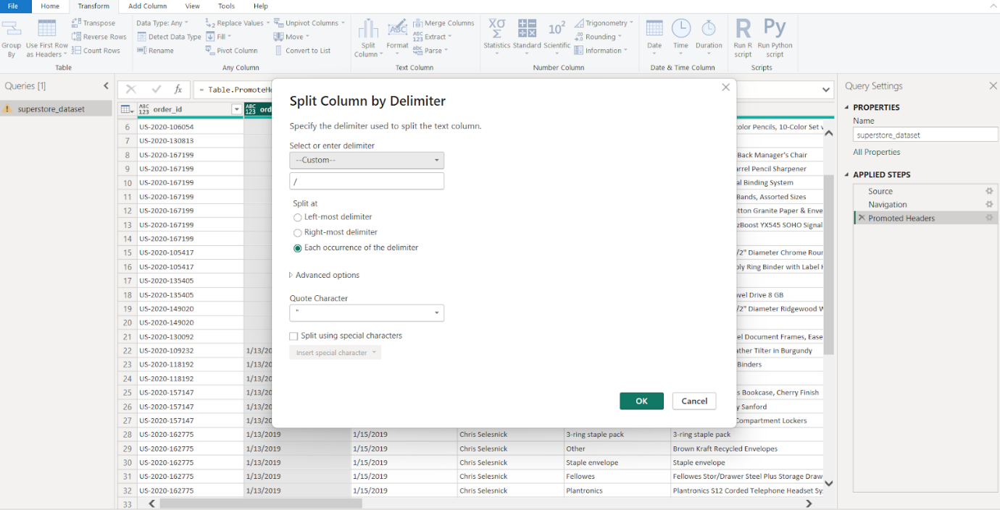 File Home Transform Add Column View Tools Help
Group By
Use First Row as Headers
Transpose
Reverse Rows
Count Rows
Table
Data Type: Any
Detect Data Type
Rename
Replace Values
Fill
Pivot Column
Unpivot Columns
Move
Convert to List
Any Column
Split Column
Format
ABC
Merge Columns
ABC 123 Extract
abc Parse
Text Column
Χσ Σ
Statistics
Standard
10²
Scientific
Trigonometry
.00 Rounding
Information
Number Column
Date
Time
Duration
Date & Time Column
R
Run R script
Py
Run Python script
Scripts
Queries [1]
superstore_dataset
fx
= Table.PromoteHe
ABC 123 order_id
ABC 123 ord
6 US-2020-106054 color Pencils, 10-Color Set
7 US-2020-130813
8 US-2020-167199 Back Manager's Chair
9 US-2020-167199 arrel Pencil Sharpener
10 US-2020-167199 al Binding System
11 US-2020-167199 Bands, Assorted Sizes
12 US-2020-167199 tton Granite Paper & Enve
13 US-2020-167199 zBoost YX545 SOHO Signal
14 US-2020-167199
15 US-2020-105417 /2" Diameter Chrome Rour
16 US-2020-105417 oly Ring Binder with Label H
17 US-2020-135405
18 US-2020-135405 avel Drive 8 GB
19 US-2020-149020 /2" Diameter Ridgewood W
20 US-2020-149020
21 US-2020-130092 el Document Frames, Ease
22 US-2020-109232 1/13/20 ather Tilter in Burgundy
23 US-2020-118192 1/13/20 Binders
24 US-2020-118192 1/13/20
25 US-2020-157147 1/13/20 s Bookcase, Cherry Finish
26 US-2020-157147 1/13/20 y Sanford
27 US-2020-157147 1/13/20 Compartment Lockers
28 US-2020-162775 1/13/2019 1/15/2019 Chris Selesnick 3-ring staple pack 3-ring staple pack
29 US-2020-162775 1/13/2019 1/15/2019 Chris Selesnick Other Brown Kraft Recycled Envelopes
30 US-2020-162775 1/13/2019 1/15/2019 Chris Selesnick Staple envelope Staple envelope
31 US-2020-162775 1/13/2019 1/15/2019 Chris Selesnick Fellowes Fellowes Stor/Drawer Steel Plus Storage Draw
32 US-2020-162775 1/13/2019 1/15/2019 Chris Selesnick Plantronics Plantronics S12 Corded Telephone Headset Sy
33
Split Column by Delimiter
Specify the delimiter used to split the text column.
Select or enter delimiter
--Custom--
/
Split at
Left-most delimiter
Right-most delimiter
Each occurrence of the delimiter
Advanced options
Quote Character
"
Split using special characters
Insert special character
OK Cancel
Query Settings
PROPERTIES
Name
superstore_dataset
All Properties
APPLIED STEPS
Source
Navigation
Promoted Headers